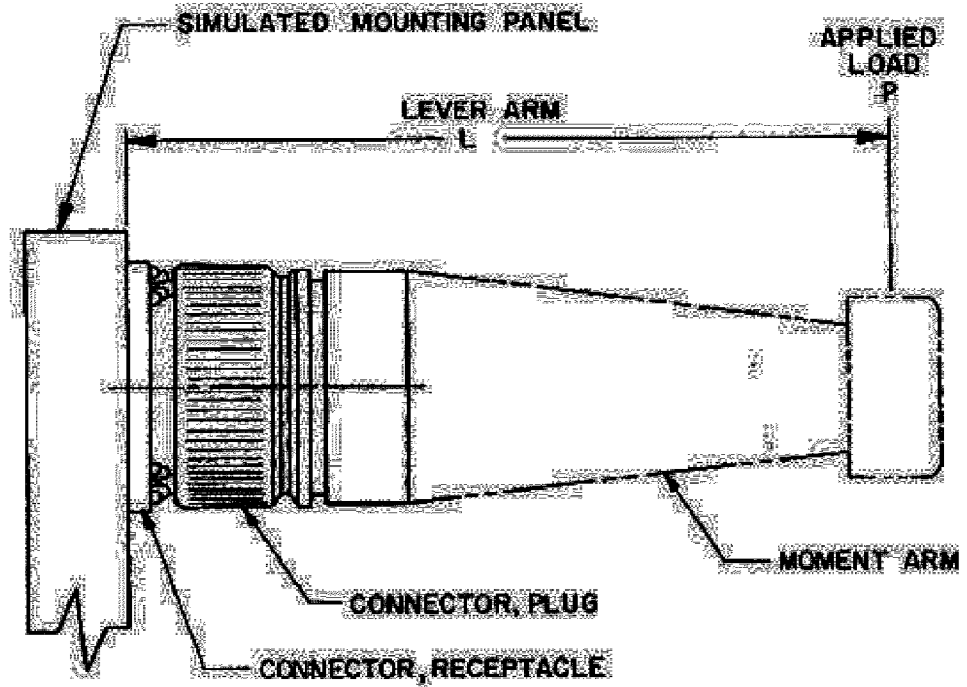 SIMULATED MOUNTING PANEL
APPLIED
LOAD
P
LEVER ARM
L
MOMENT ARM
CONNECTOR, PLUG
CONNECTOR, RECEPTACLE